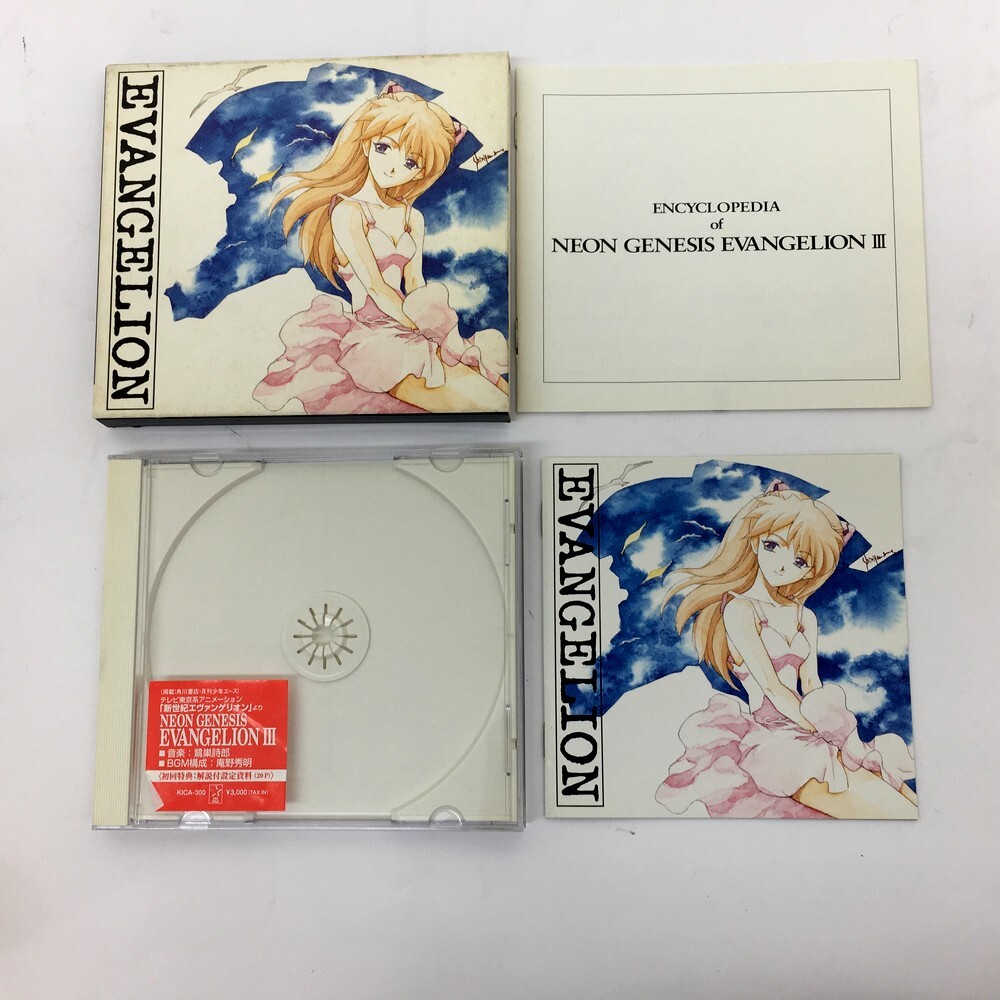 EVANGELION
ENCYCLOPEDIA
of
NEON GENESIS EVANGELION III
〔掲載:角川書店・月刊少年エース〕
テレビ東京系アニメーション
「新世紀エヴァンゲリオン」より
NEON GENESIS
EVANGELION III
■音楽:鷺巣詩郎
■BGM構成:庵野秀明
〈初回特典:解説付設定資料(20P)〉
KICA-300 ¥3,000(TAX IN)
EVANGELION